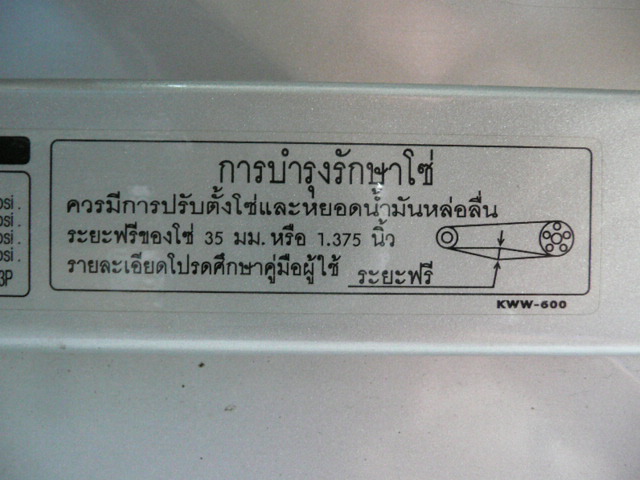 การบำรุงรักษาโซ่
ควรมีการปรับตั้งโซ่และหยอดน้ำมันหล่อลื่น
ระยะฟรีของโซ่ 35 มม. หรือ 1.375 นิ้ว
รายละเอียดโปรดศึกษาคู่มือผู้ใช้ ระยะฟรี
KWW-600
osi.
osi.
osi.
osi.
3P